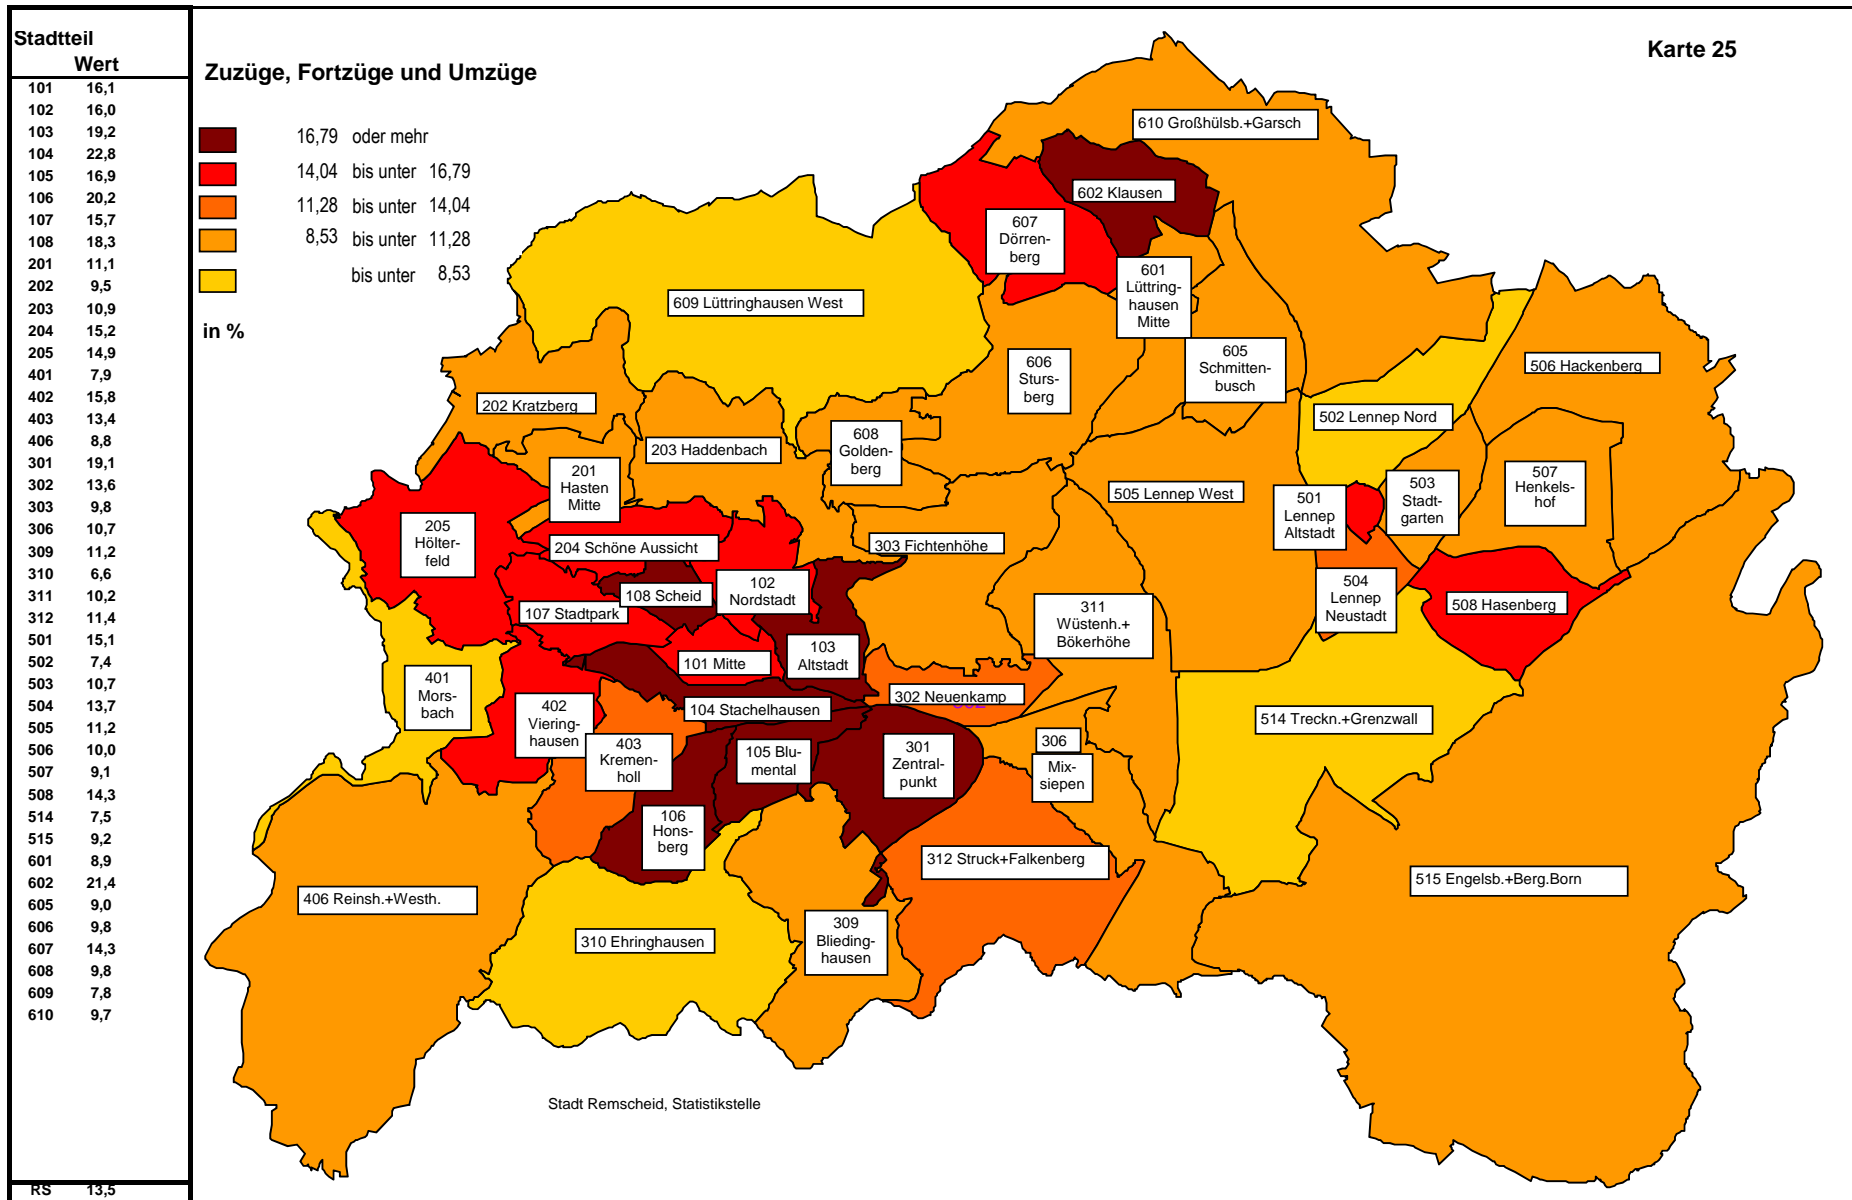 Stadtteil
Wert
101 16,1
102 16,0
103 19,2
104 22,8
105 16,9
106 20,2
107 15,7
108 18,3
201 11,1
202 9,5
203 10,9
204 15,2
205 14,9
401 7,9
402 15,8
403 13,4
406 8,8
301 19,1
302 13,6
303 9,8
306 10,7
309 11,2
310 6,6
311 10,2
312 11,4
501 15,1
502 7,4
503 10,7
504 13,7
505 11,2
506 10,0
507 9,1
508 14,3
514 7,5
515 9,2
601 8,9
602 21,4
605 9,0
606 9,8
607 14,3
608 9,8
609 7,8
610 9,7
RS 13,5
Zuzüge, Fortzüge und Umzüge
Karte 25
16,79 oder mehr
14,04 bis unter 16,79
11,28 bis unter 14,04
8,53 bis unter 11,28
bis unter 8,53
in %
610 Großhülsb.+Garsch
602 Klausen
607
Dörren-
berg
601
Lüttring-
hausen
Mitte
609 Lüttringhausen West
605
Schmitten-
busch
606
Sturs-
berg
506 Hackenberg
202 Kratzberg
502 Lennep Nord
203 Haddenbach
608
Golden-
berg
201
Hasten
Mitte
505 Lennep West
501
Lennep
Altstadt
503
Stadt-
garten
507
Henkels-
hof
205
Hölter-
feld
204 Schöne Aussicht
303 Fichtenhöhe
102
Nordstadt
108 Scheid
107 Stadtpark
504
Lennep
Neustadt
508 Hasenberg
311
Wüstenh.+
Bökerhöhe
103
Altstadt
101 Mitte
401
Mors-
bach
302 Neuenkamp
302
402
Viering-
hausen
104 Stachelhausen
514 Treckn.+Grenzwall
403
Kremen-
holl
105 Blu-
mental
301
Zentral-
punkt
306
Mix-
siepen
106
Hons-
berg
312 Struck+Falkenberg
515 Engelsb.+Berg.Born
406 Reinsh.+Westh.
310 Ehringhausen
309
Blieding-
hausen
Stadt Remscheid, Statistikstelle